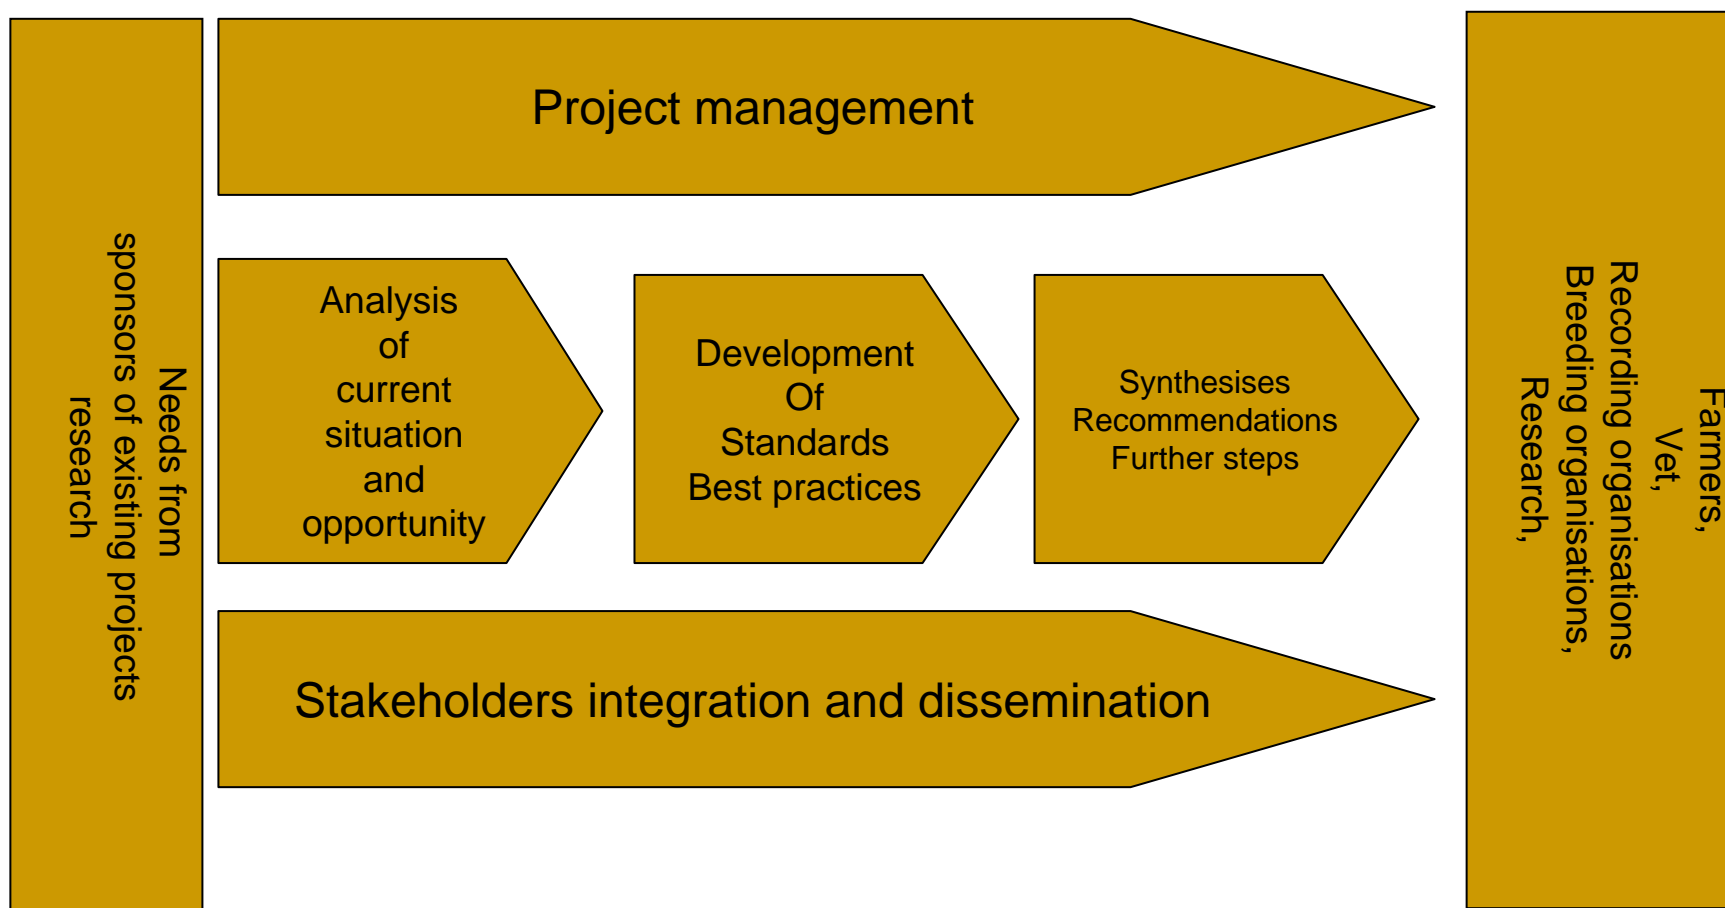 Needs from
sponsors of existing projects
research
Project management
Analysis
of
current
situation
and
opportunity
Development
Of
Standards
Best practices
Synthesises
Recommendations
Further steps
Stakeholders integration and dissemination
Farmers,
Vet,
Recording organisations
Breeding organisations,
Research,